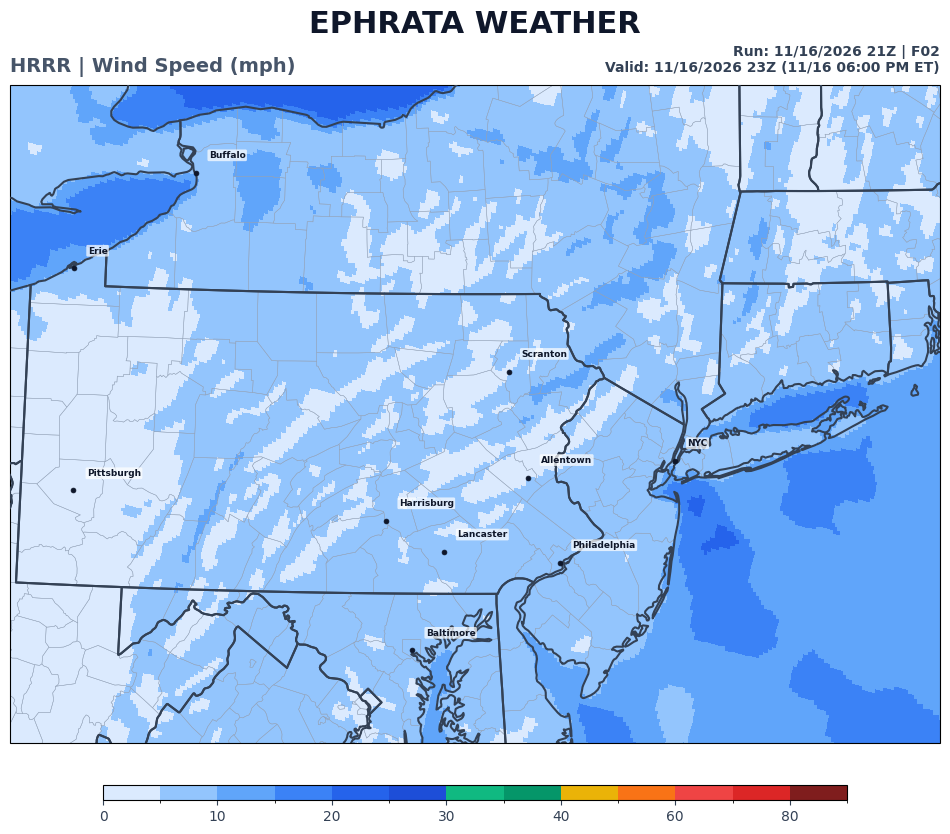 EPHRATA WEATHER
HRRR | Wind Speed (mph)
Run: 11/16/2026 21Z | F02
Valid: 11/16/2026 23Z (11/16 06:00 PM ET)
Buffalo
Erie
Scranton
NYC
Allentown
Pittsburgh
Harrisburg
Lancaster
Philadelphia
Baltimore
0 10 20 30 40 50 60 70 80